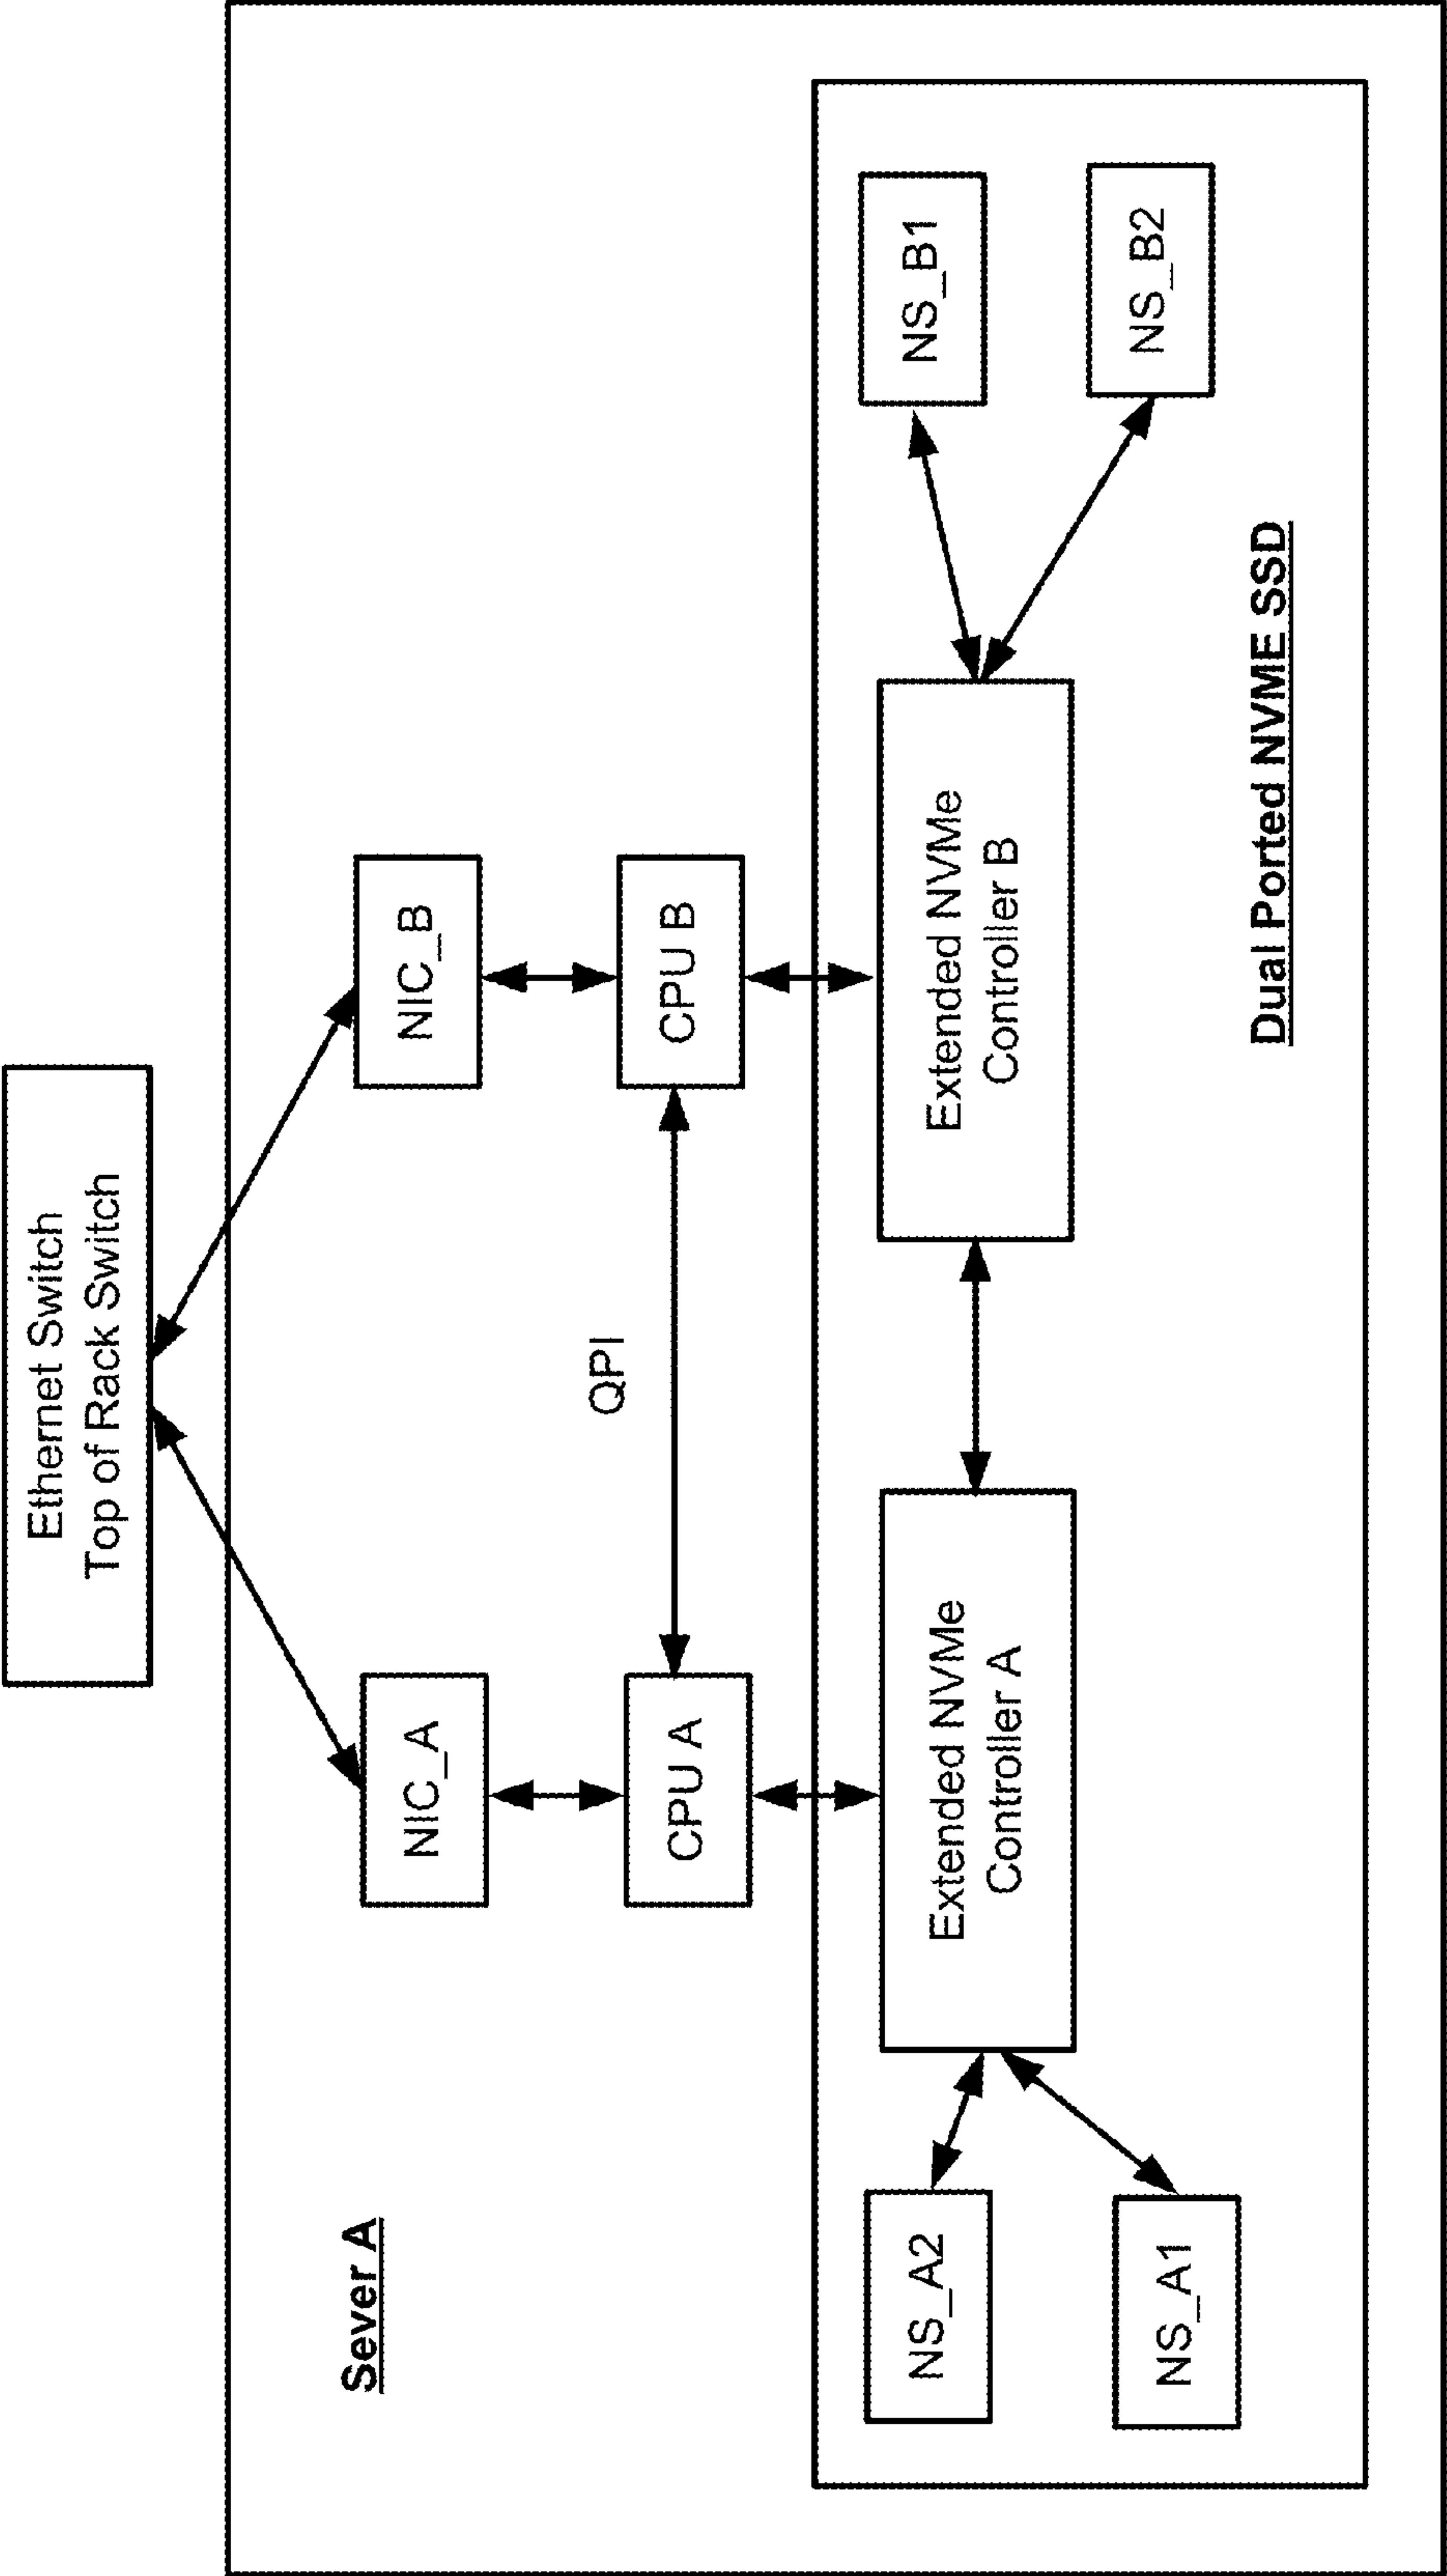 Ethernet Switch
Top of Rack Switch
Sever A
NIC_A
NIC_B
QPI
CPU A
CPU B
NS_A2
Extended NVMe
Controller A
Extended NVMe
Controller B
NS_B1
NS_A1
NS_B2
Dual Ported NVME SSD